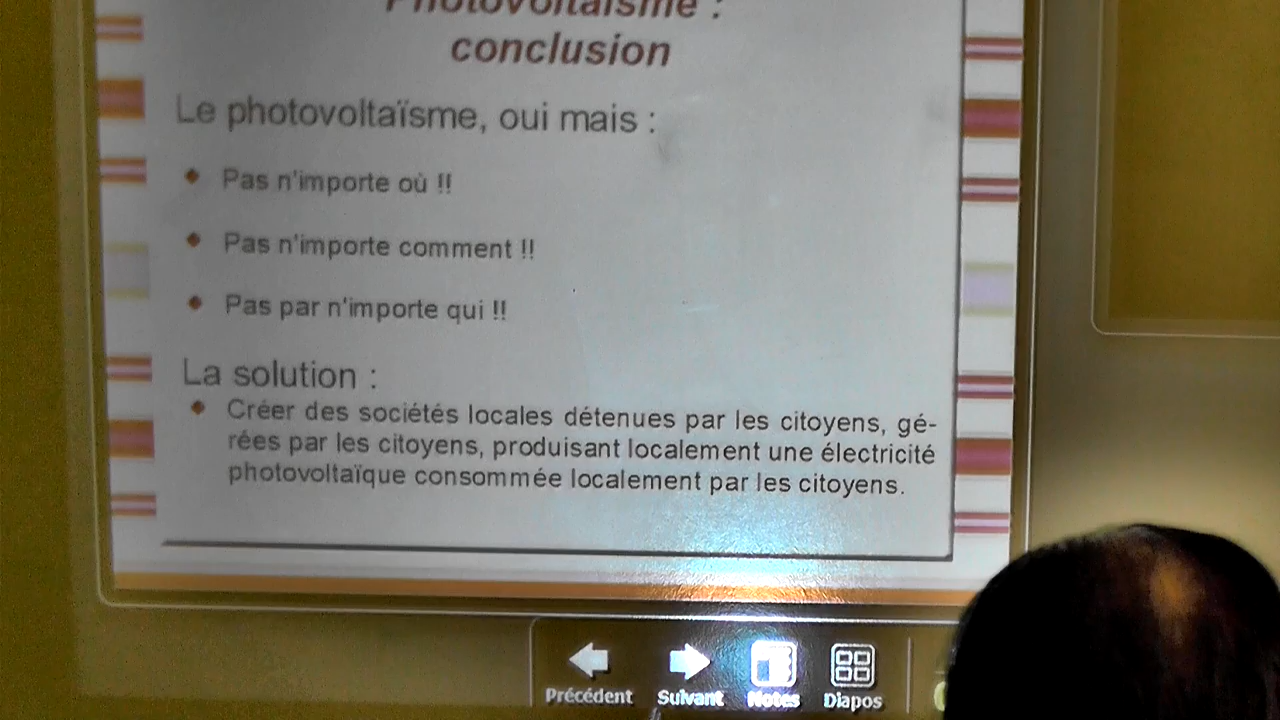 Photovoltaïsme :
conclusion
Le photovoltaïsme, oui mais :
Pas n'importe où !!
Pas n'importe comment !!
Pas par n'importe qui !!
La solution :
Créer des sociétés locales détenues par les citoyens, gé-
rées par les citoyens, produisant localement une électricité
photovoltaïque consommée localement par les citoyens.
Précédent Suivant Notes Diapos